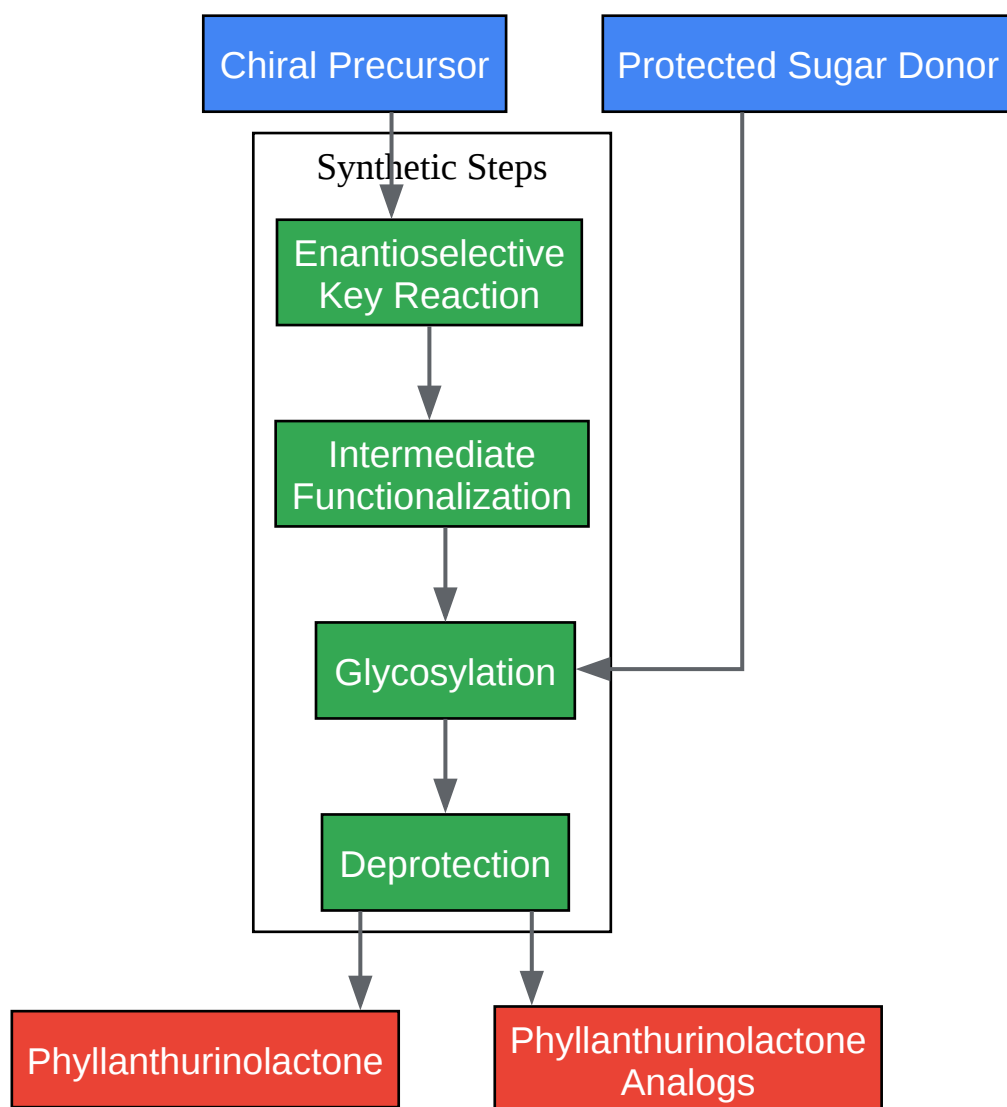 Chiral Precursor
Protected Sugar Donor
Synthetic Steps
Enantioselective
Key Reaction
Intermediate
Functionalization
Glycosylation
Deprotection
Phyllanthurinolactone
Phyllanthurinolactone
Analogs